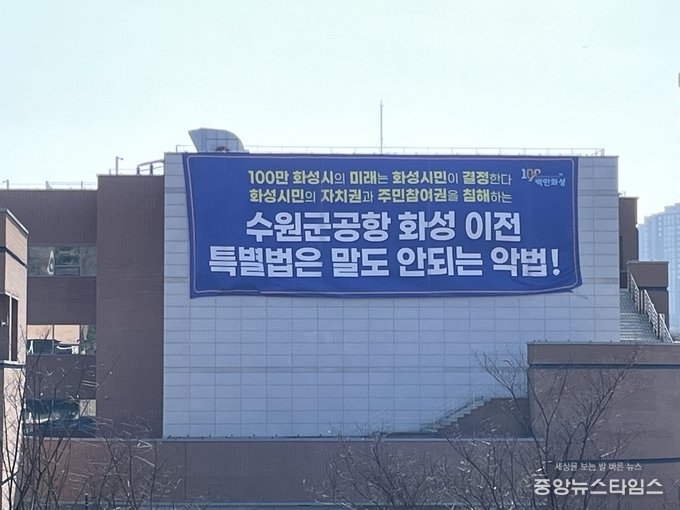 100만 화성시의 미래는 화성시민이 결정한다
화성시민의 자치권과 주민참여권을 침해하는
수원군공항 화성 이전
특별법은 말도 안되는 악법!
100
백만화성
세상을 보는 발 빠른 뉴스
중앙뉴스타임스